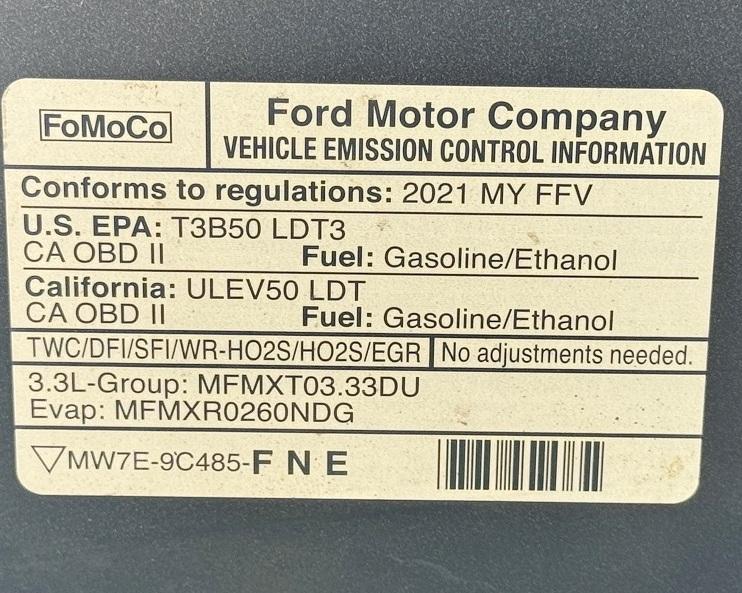 FoMoCo
Ford Motor Company
VEHICLE EMISSION CONTROL INFORMATION
Conforms to regulations: 2021 MY FFV
U.S. EPA: T3B50 LDT3
CA OBD II Fuel: Gasoline/Ethanol
California: ULEV50 LDT
CA OBD II Fuel: Gasoline/Ethanol
TWC/DFI/SFI/WR-HO2S/HO2S/EGR No adjustments needed.
3.3L-Group: MFMXT03.33DU
Evap: MFMXR0260NDG
▽MW7E-9C485-F N E